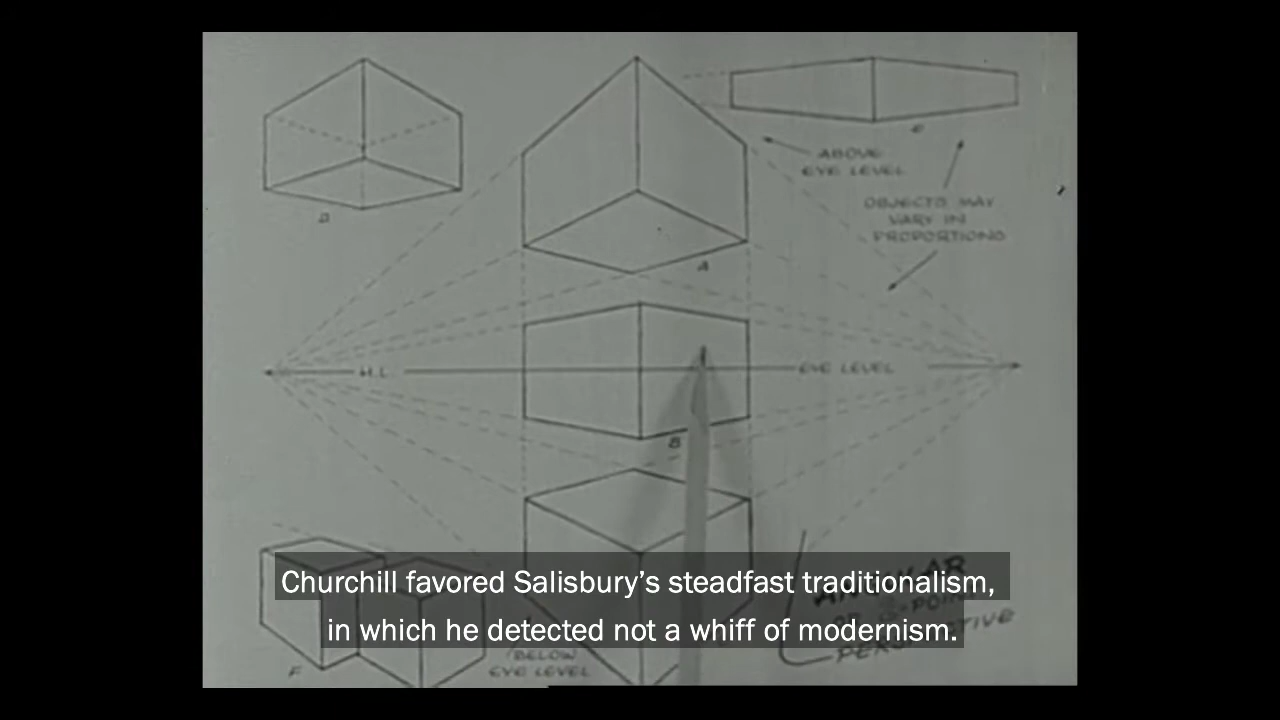 ABOVE
EYE LEVEL
D
C
OBJECTS MAY
VARY IN
PROPORTIONS
A
H.L.
EYE LEVEL
B
Churchill favored Salisbury's steadfast traditionalism,
ANGULAR
in which he detected not a whiff of modernism.
BELOW
EYE LEVEL
F